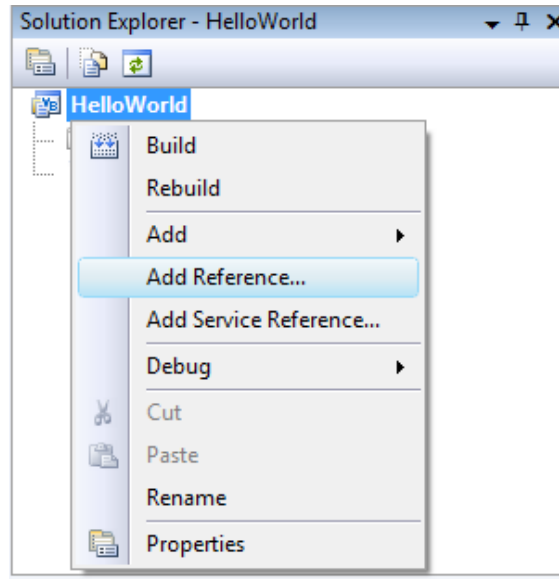 Solution Explorer - HelloWorld
HelloWorld
Build
Rebuild
Add
Add Reference...
Add Service Reference...
Debug
Cut
Paste
Rename
Properties